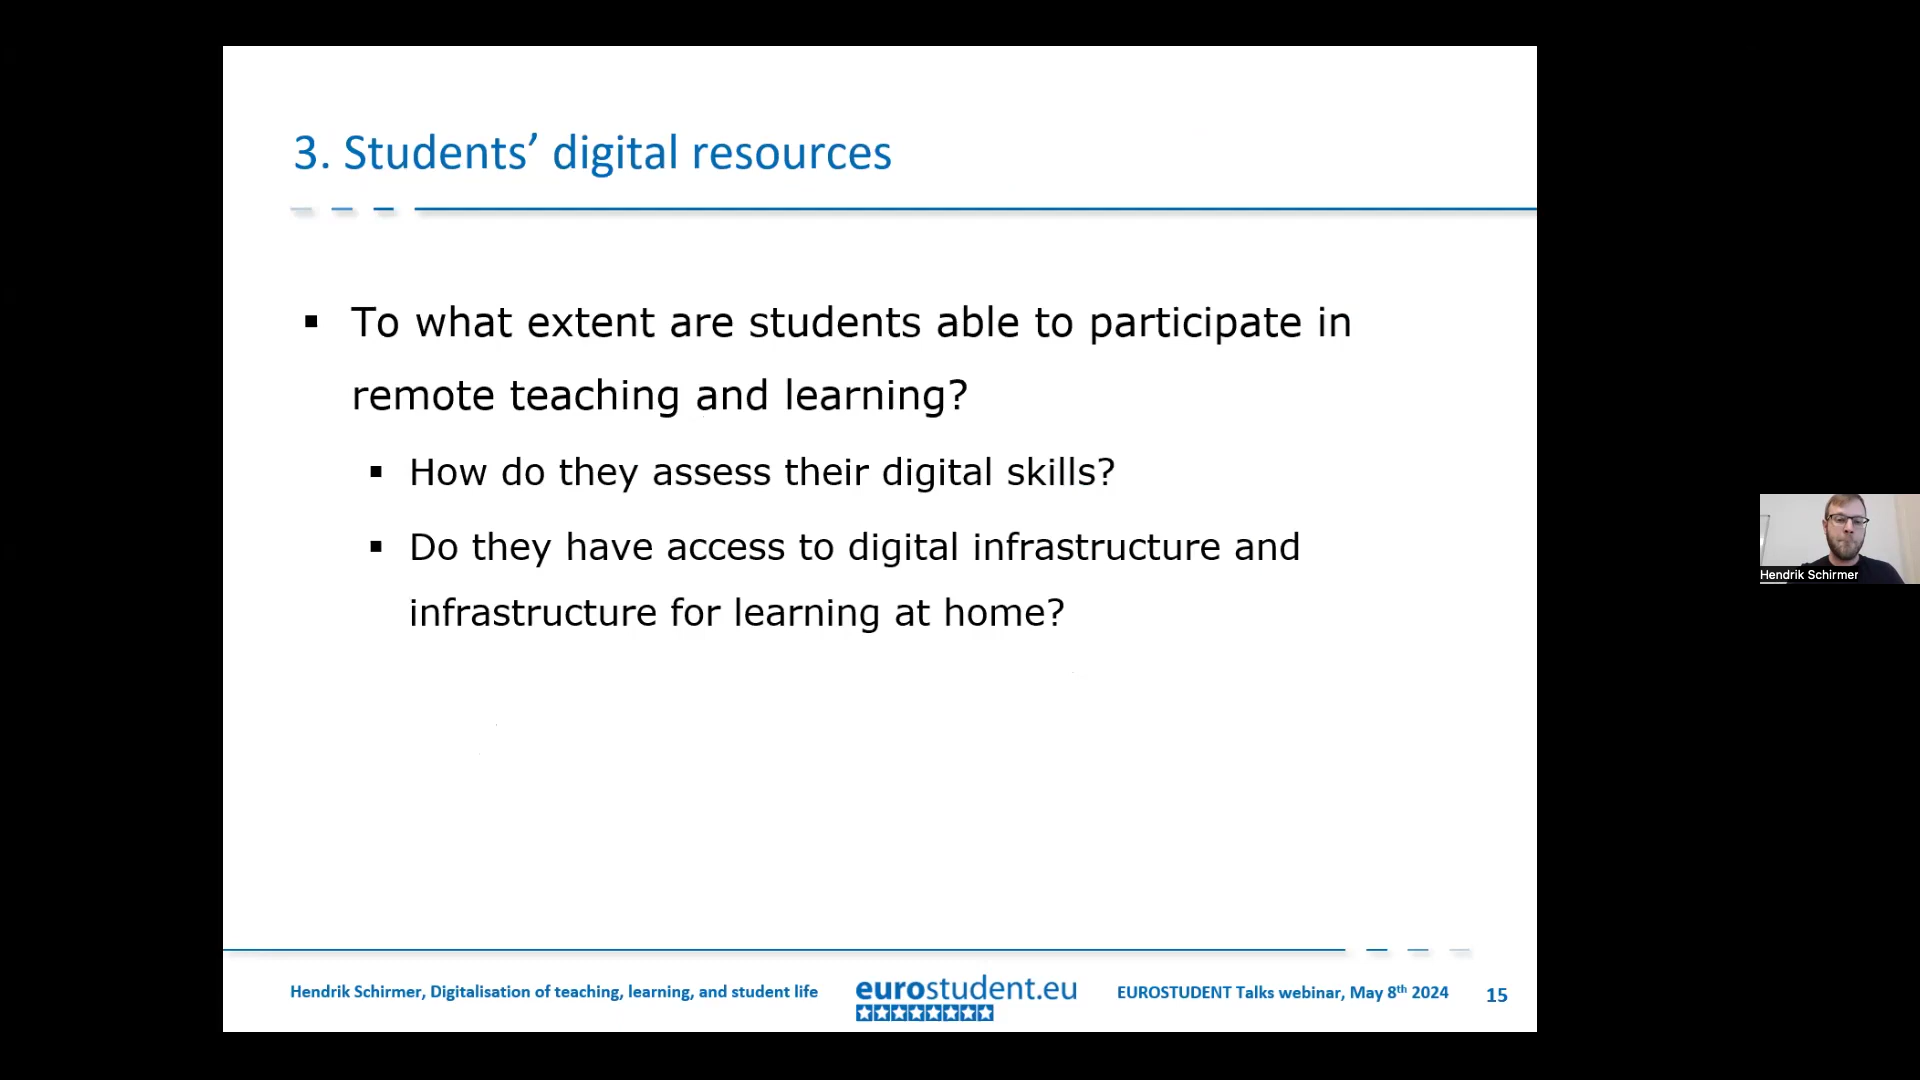 3. Students’ digital resources
▪ To what extent are students able to participate in
remote teaching and learning?
▪ How do they assess their digital skills?
▪ Do they have access to digital infrastructure and
infrastructure for learning at home?
Hendrik Schirmer
Hendrik Schirmer, Digitalisation of teaching, learning, and student life
eurostudent.eu
EUROSTUDENT Talks webinar, May 8th 2024
15